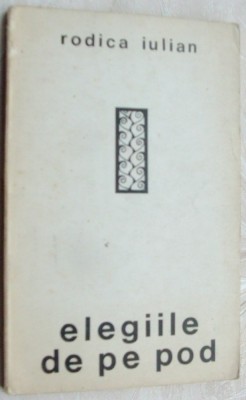 rodica iulian
elegiile
de pe pod